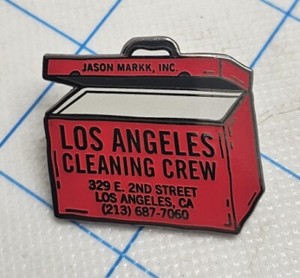 JASON MARKK, INC.
LOS ANGELES
CLEANING CREW
329 E. 2ND STREET
LOS ANGELES, CA
(213) 687-7060